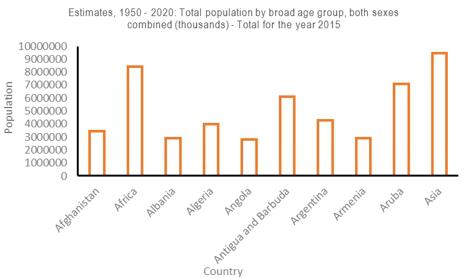 Estimates, 1950 - 2020: Total population by broad age group, both sexes
combined (thousands) - Total for the year 2015
10000000
9000000
8000000
7000000
6000000
5000000
4000000
3000000
2000000
1000000
0
Population
Afghanistan
Africa
Albania
Algeria
Angola
Antigua and Barbuda
Argentina
Armenia
Aruba
Asia
Country